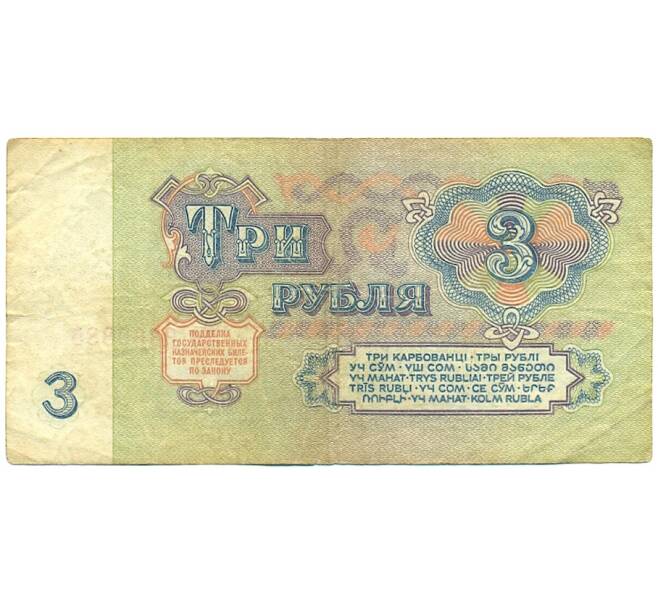 ТРИ
РУБЛЯ
3
ПОДДЕЛКА
ГОСУДАРСТВЕННЫХ
КАЗНАЧЕЙСКИХ БИЛЕ-
ТОВ ПРЕСЛЕДУЕТСЯ
ПО ЗАКОНУ
3
ТРИ КАРБОВАНЦІ · ТРЫ РУБЛІ
УЧ СЎМ · ҮШ СОМ · ᲡᲐᲛᲘ ᲛᲐᲜᲔᲗᲘ
ҮЧ МАНАТ · TRYS RUBLIAI · ТРЕЙ РУБЛЕ
TRĪS RUBĻI · ҮЧ СОМ · СЕ СЎМ · ԵՐԵՔ
ՌՈՒԲԼԻ · ҮЧ МАНАТ · KOLM RUBLA